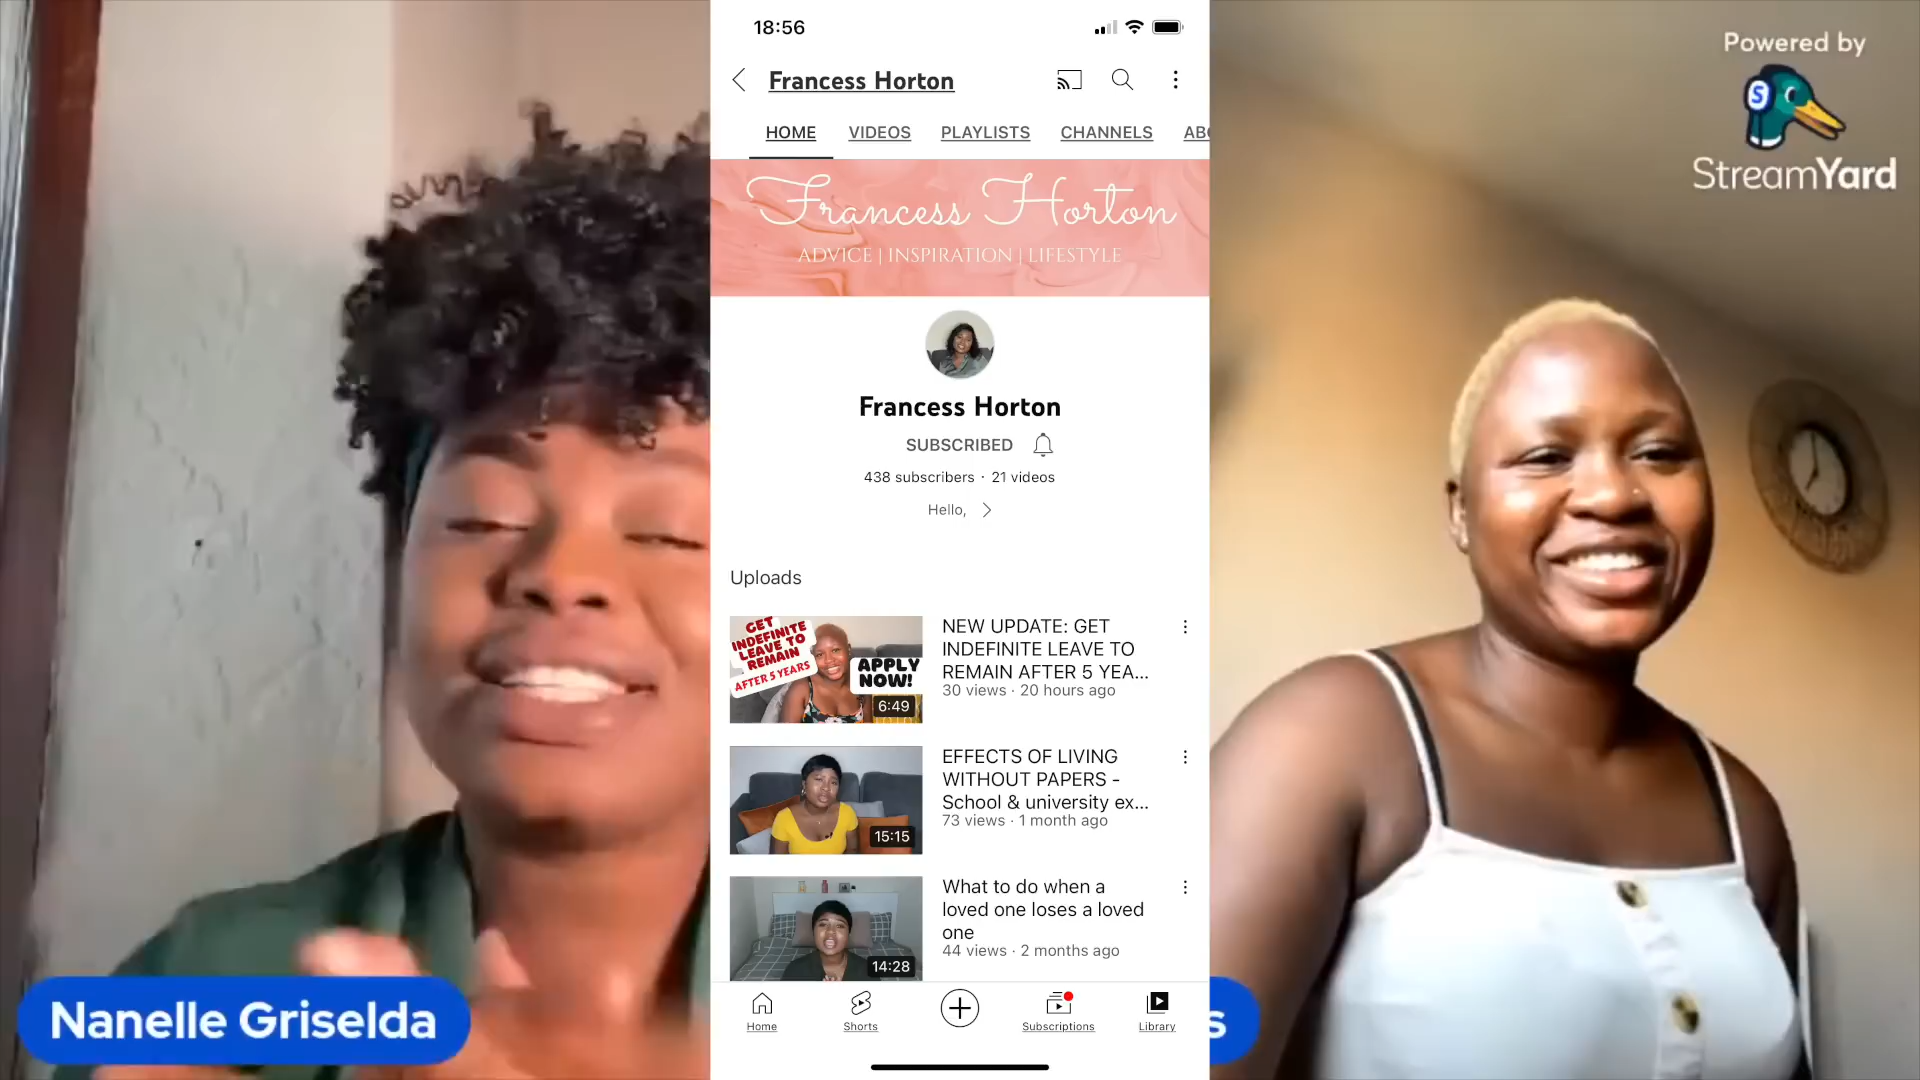 18:56
Francess Horton
HOME VIDEOS PLAYLISTS CHANNELS AB
Francess Horton
ADVICE | INSPIRATION | LIFESTYLE
Francess Horton
SUBSCRIBED
438 subscribers · 21 videos
Hello,
Uploads
GET
INDEFINITE
LEAVE TO
REMAIN
AFTER 5 YEARS
APPLY
NOW!
6:49
NEW UPDATE: GET
INDEFINITE LEAVE TO
REMAIN AFTER 5 YEA...
30 views · 20 hours ago
15:15
EFFECTS OF LIVING
WITHOUT PAPERS -
School & university ex...
73 views · 1 month ago
14:28
What to do when a
loved one loses a loved
one
44 views · 2 months ago
Home Shorts Subscriptions Library
Nanelle Griselda
s
Powered by
S
StreamYard